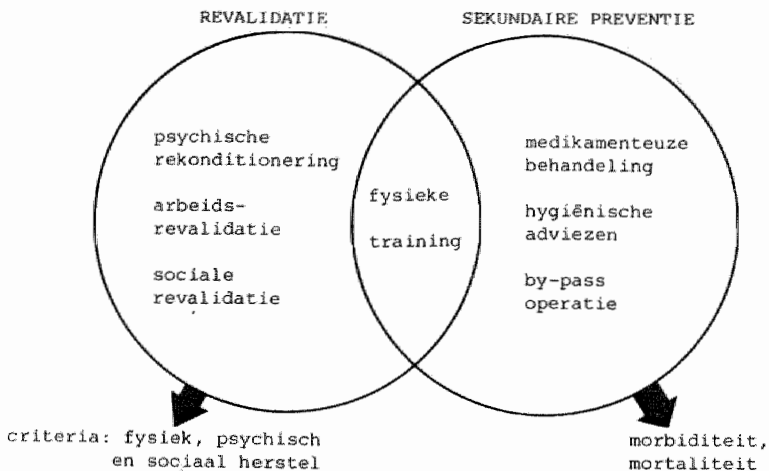 REVALIDATIE
SEKUNDAIRE PREVENTIE
psychische
rekonditionering
arbeids-
revalidatie
sociale
revalidatie
fysieke
training
medikamenteuze
behandeling
hygiënische
adviezen
by-pass
operatie
criteria: fysiek, psychisch
en sociaal herstel
morbiditeit,
mortaliteit